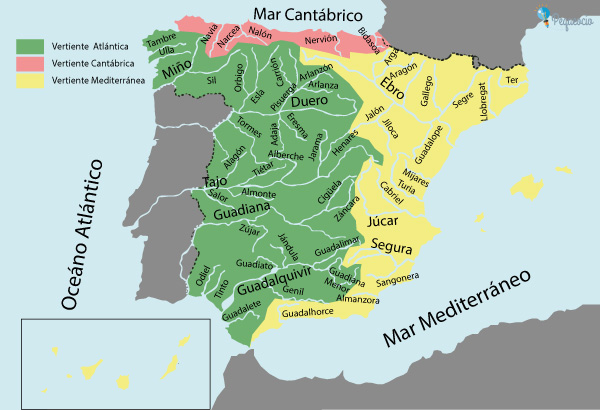 Mar Cantábrico
Pequeocio
Vertiente Atlántica
Vertiente Cantábrica
Vertiente Mediterránea
Tambre
Ulla
Miño
Sil
Navia
Narcea
Nalón
Nervión
Bidasoa
Orbigo
Esla
Carrión
Pisuerga
Arlanzón
Arlanza
Duero
Arga
Aragón
Ebro
Gallego
Segre
Llobregat
Ter
Jalón
Jiloca
Guadalope
Tormes
Adaja
Eresma
Alagón
Alberche
Jarama
Henares
Tiétar
Tajo
Salor
Almonte
Guadiana
Cigüela
Záncara
Mijares
Turia
Cabriel
Júcar
Zújar
Jándula
Guadalimar
Segura
Odiel
Tinto
Guadiato
Guadalquivir
Guadiana
Menor
Sangonera
Genil
Almanzora
Guadalete
Guadalhorce
Oceáno Atlántico
Mar Mediterráneo